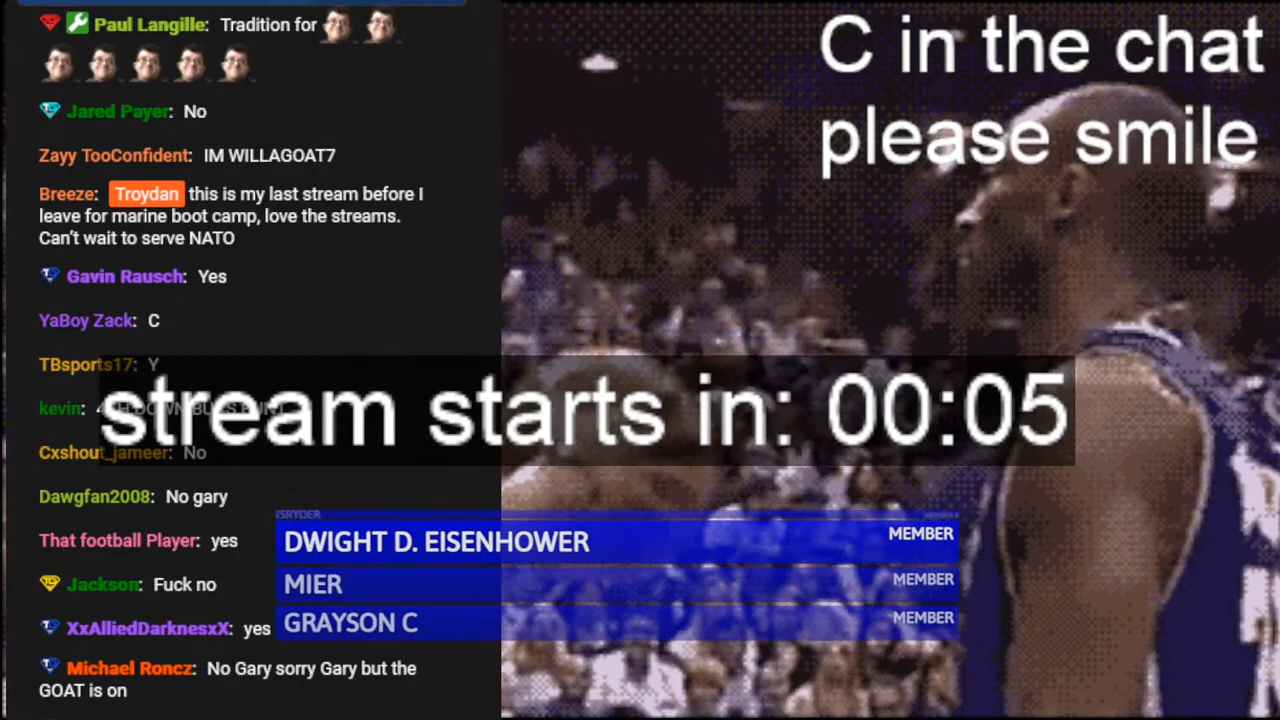 Paul Langille: Tradition for
Jared Payer: No
Zayy TooConfident: IM WILLAGOAT7
Breeze: Troydan this is my last stream before I
leave for marine boot camp, love the streams.
Can't wait to serve NATO
Gavin Rausch: Yes
YaBoy Zack: C
TBsports17: Y
kevin:
Cxshout_jameer: No
Dawgfan2008: No gary
That football Player: yes
Jackson: Fuck no
XxAlliedDarknesxX: yes
Michael Roncz: No Gary sorry Gary but the
GOAT is on
C in the chat
please smile
stream starts in: 00:05
DWIGHT D. EISENHOWER MEMBER
MIER MEMBER
GRAYSON C MEMBER